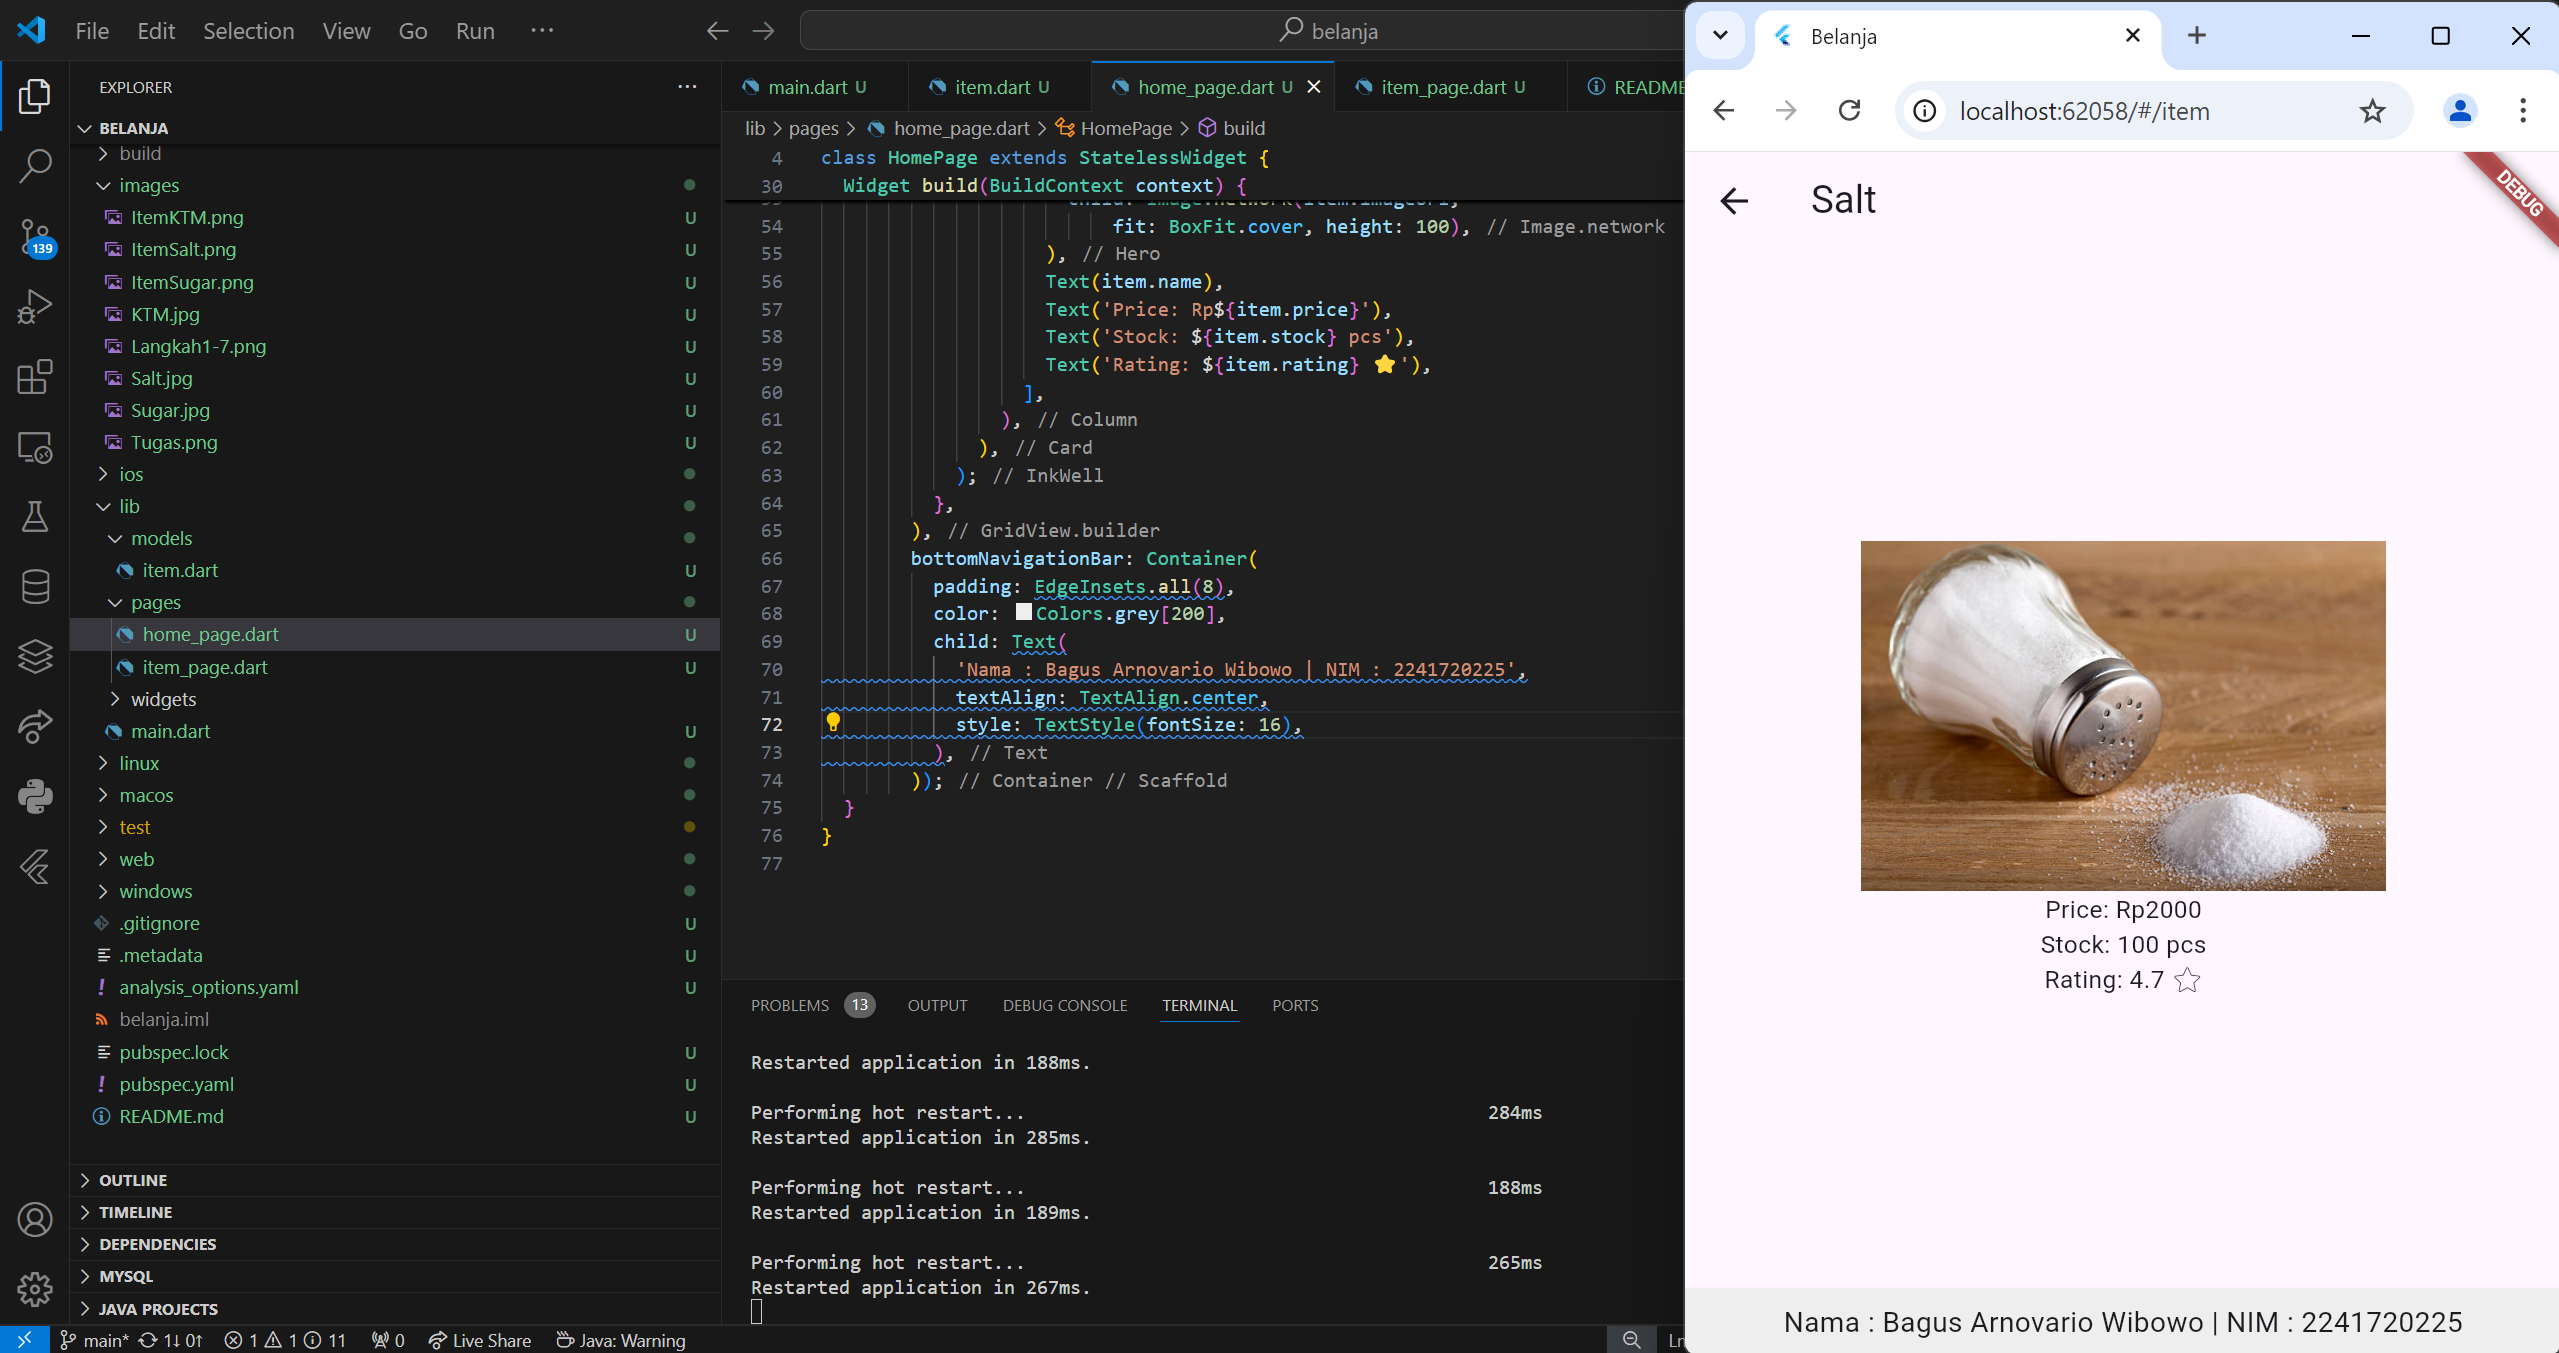 File Edit Selection View Go Run ···
belanja
EXPLORER
BELANJA
build
images
ItemKTM.png U
ItemSalt.png U
ItemSugar.png U
KTM.jpg U
Langkah1-7.png U
Salt.jpg U
Sugar.jpg U
Tugas.png U
ios
lib
models
item.dart U
pages
home_page.dart U
item_page.dart U
widgets
main.dart U
linux
macos
test
web
windows
.gitignore U
.metadata U
analysis_options.yaml U
belanja.iml
pubspec.lock U
pubspec.yaml U
README.md U
OUTLINE
TIMELINE
DEPENDENCIES
MYSQL
JAVA PROJECTS
139
main.dart U item.dart U home_page.dart U item_page.dart U README
lib > pages > home_page.dart > HomePage > build
4 class HomePage extends StatelessWidget {
30 Widget build(BuildContext context) {
54 fit: BoxFit.cover, height: 100), // Image.network
55 ), // Hero
56 Text(item.name),
57 Text('Price: Rp${item.price}'),
58 Text('Stock: ${item.stock} pcs'),
59 Text('Rating: ${item.rating} ⭐'),
60 ],
61 ), // Column
62 ), // Card
63 ); // InkWell
64 },
65 ), // GridView.builder
66 bottomNavigationBar: Container(
67 padding: EdgeInsets.all(8),
68 color: Colors.grey[200],
69 child: Text(
70 'Nama : Bagus Arnovario Wibowo | NIM : 2241720225',
71 textAlign: TextAlign.center,
72 style: TextStyle(fontSize: 16),
73 ), // Text
74 )); // Container // Scaffold
75 }
76 }
77
PROBLEMS 13 OUTPUT DEBUG CONSOLE TERMINAL PORTS
Restarted application in 188ms.
Performing hot restart... 284ms
Restarted application in 285ms.
Performing hot restart... 188ms
Restarted application in 189ms.
Performing hot restart... 265ms
Restarted application in 267ms.
main* 1↓ 0↑ 1 1 11 0 Live Share Java: Warning Ln
Belanja
localhost:62058/#/item
Salt
DEBUG
Price: Rp2000
Stock: 100 pcs
Rating: 4.7 ☆
Nama : Bagus Arnovario Wibowo | NIM : 2241720225